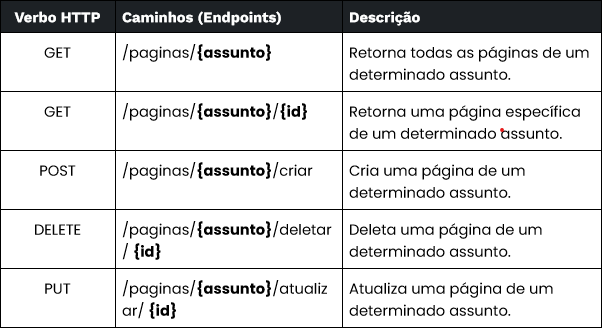 Verbo HTTP Caminhos (Endpoints) Descrição
GET /paginas/{assunto} Retorna todas as páginas de um
determinado assunto.
GET /paginas/{assunto}/{id} Retorna uma página específica
de um determinado assunto.
POST /paginas/{assunto}/criar Cria uma página de um
determinado assunto.
DELETE /paginas/{assunto}/deletar Deleta uma página de um
/ {id} determinado assunto.
PUT /paginas/{assunto}/atualiz Atualiza uma página de um
ar/ {id} determinado assunto.